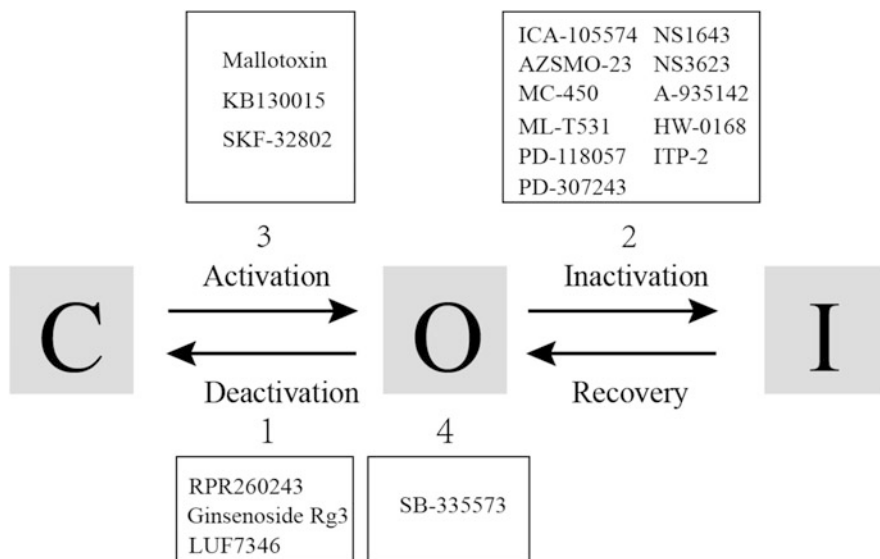 Mallotoxin
KB130015
SKF-32802
ICA-105574 NS1643
AZSMO-23 NS3623
MC-450 A-935142
ML-T531 HW-0168
PD-118057 ITP-2
PD-307243
3
2
Activation
Inactivation
C
O
I
Deactivation
Recovery
1
4
RPR260243
Ginsenoside Rg3
LUF7346
SB-335573